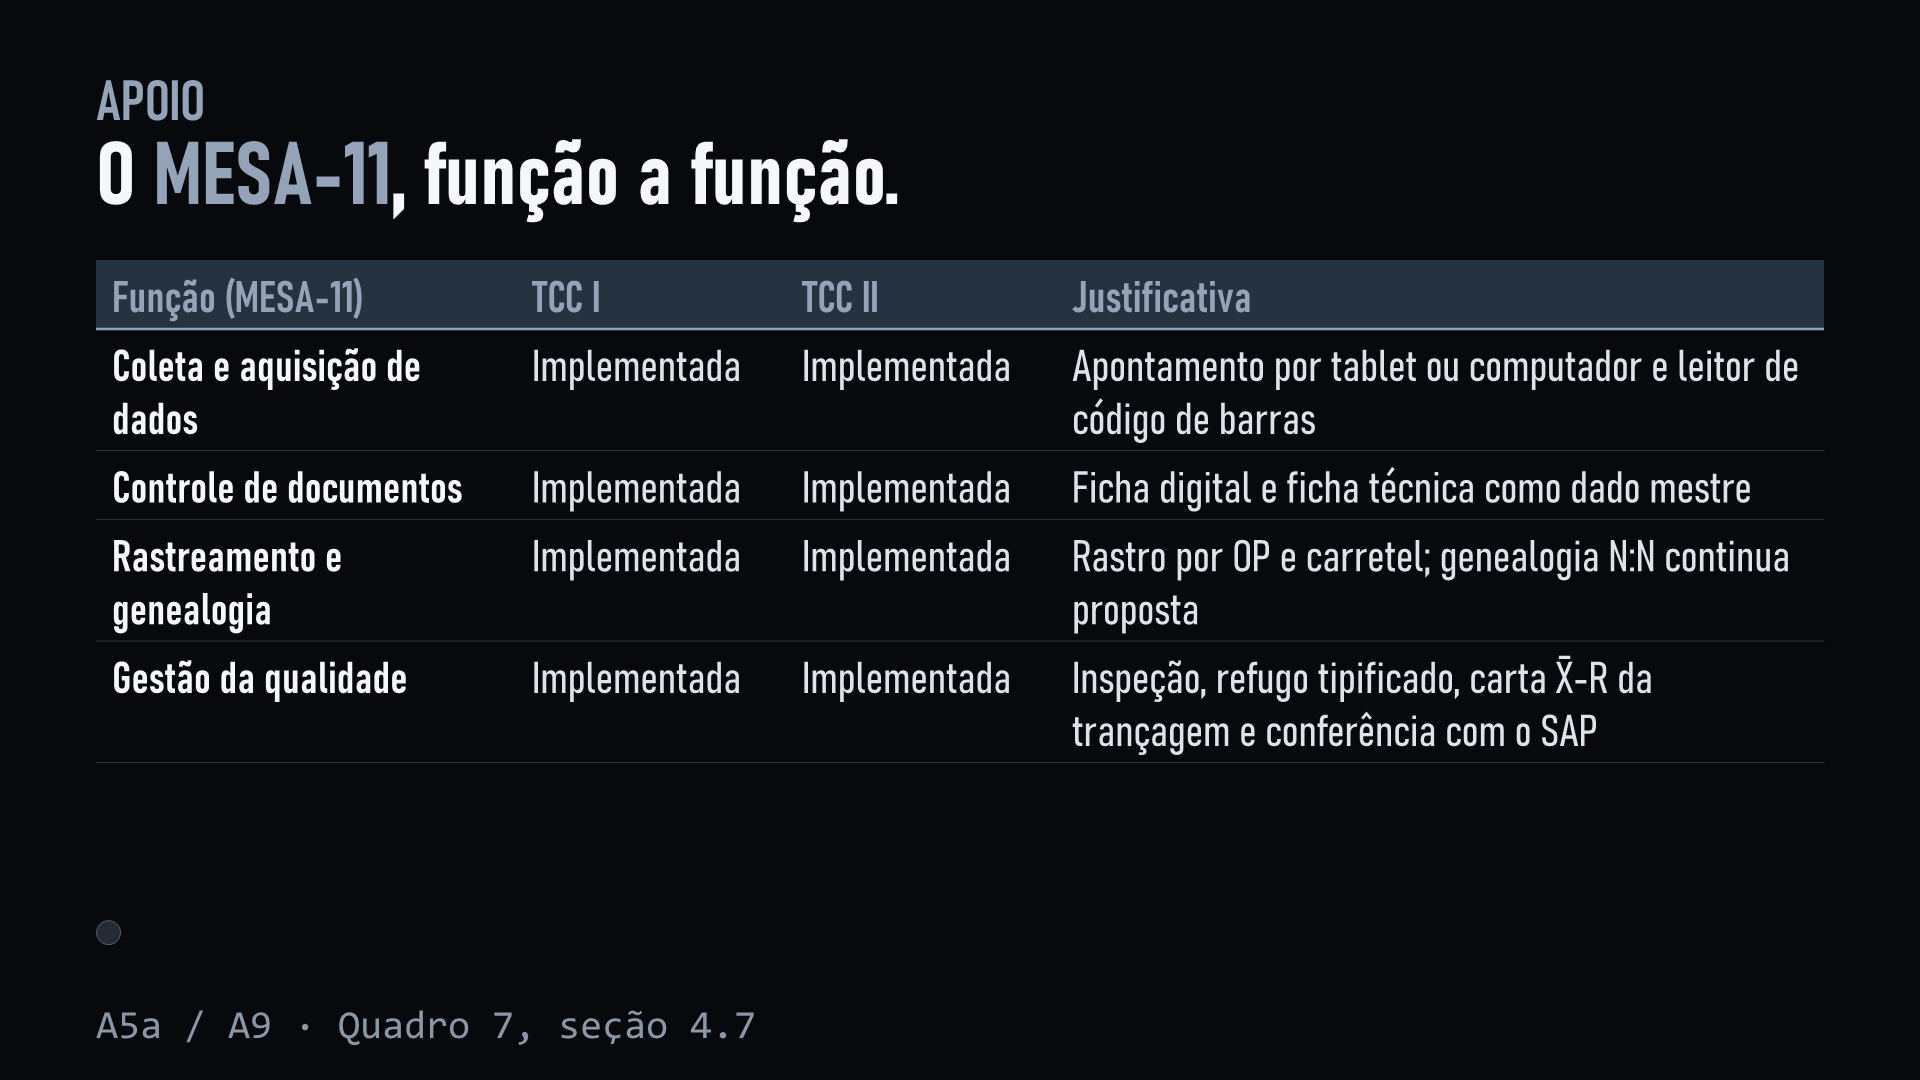 APOIO
O MESA-11, função a função.
Função (MESA-11) TCC I TCC II Justificativa
Coleta e aquisição de dados Implementada Implementada Apontamento por tablet ou computador e leitor de código de barras
Controle de documentos Implementada Implementada Ficha digital e ficha técnica como dado mestre
Rastreamento e genealogia Implementada Implementada Rastro por OP e carretel; genealogia N:N continua proposta
Gestão da qualidade Implementada Implementada Inspeção, refugo tipificado, carta X̄-R da trançagem e conferência com o SAP
A5a / A9 · Quadro 7, seção 4.7